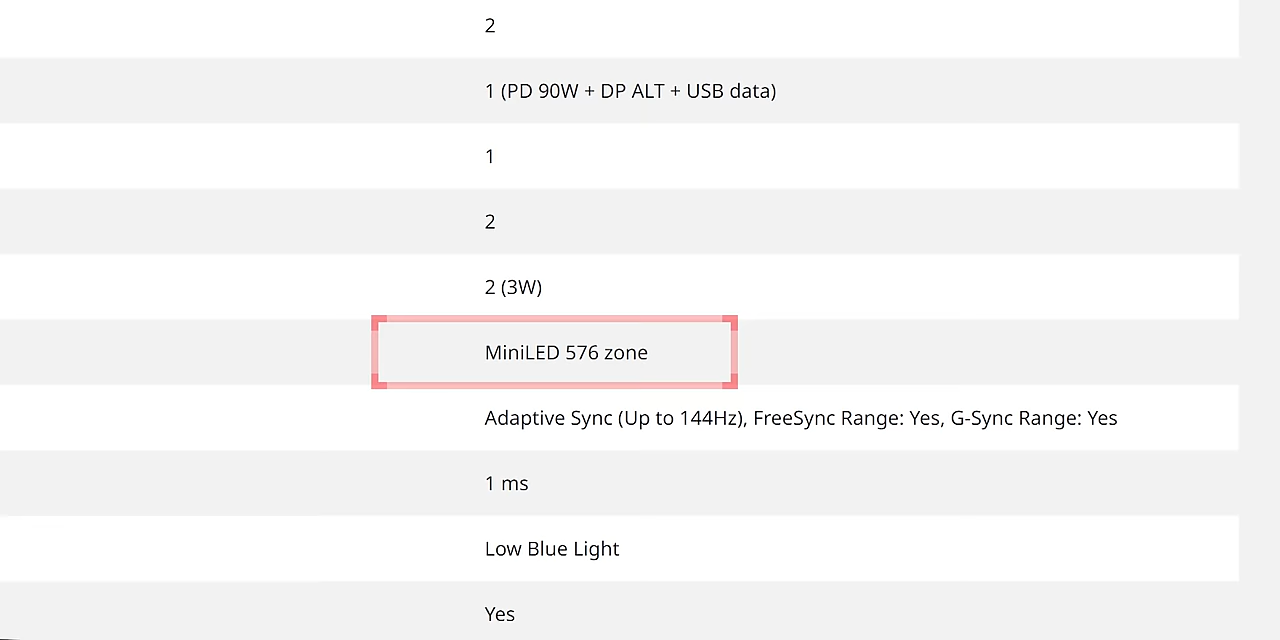 2
1 (PD 90W + DP ALT + USB data)
1
2
2 (3W)
MiniLED 576 zone
Adaptive Sync (Up to 144Hz), FreeSync Range: Yes, G-Sync Range: Yes
1 ms
Low Blue Light
Yes